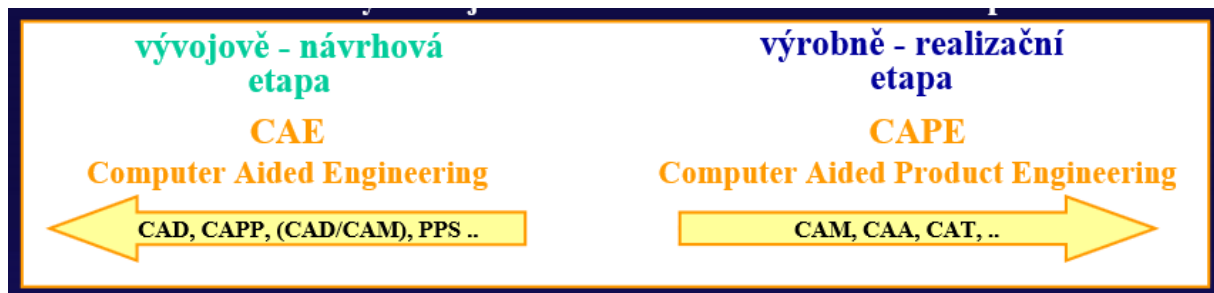 vývojově - návrhová
etapa
CAE
Computer Aided Engineering
CAD, CAPP, (CAD/CAM), PPS ..
výrobně - realizační
etapa
CAPE
Computer Aided Product Engineering
CAM, CAA, CAT, ..